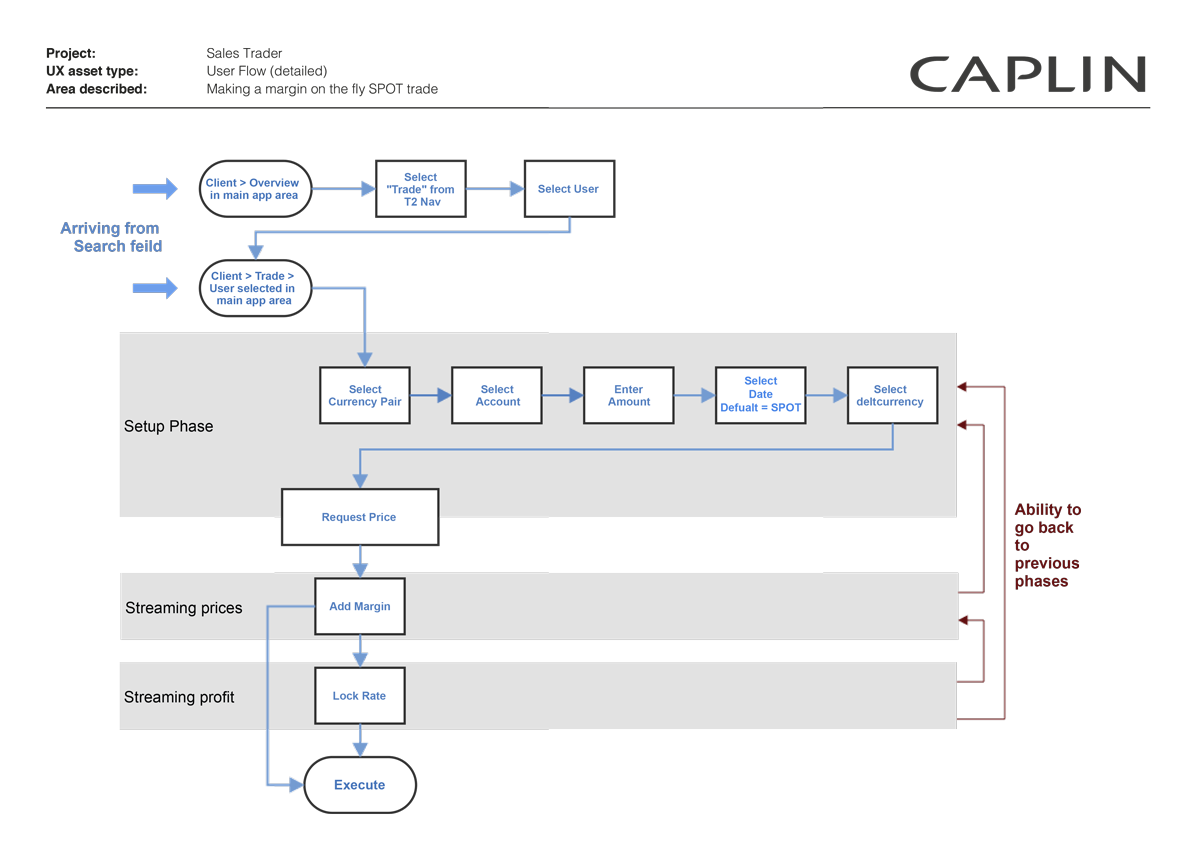 Project: Sales Trader
UX asset type: User Flow (detailed)
Area described: Making a margin on the fly SPOT trade
CAPLIN
Client > Overview
in main app area
Select
"Trade" from
T2 Nav
Select User
Arriving from
Search feild
Client > Trade >
User selected in
main app area
Setup Phase
Select
Currency Pair
Select
Account
Enter
Amount
Select
Date
Defualt = SPOT
Select
deltcurrency
Request Price
Ability to
go back
to
previous
phases
Streaming prices
Add Margin
Streaming profit
Lock Rate
Execute